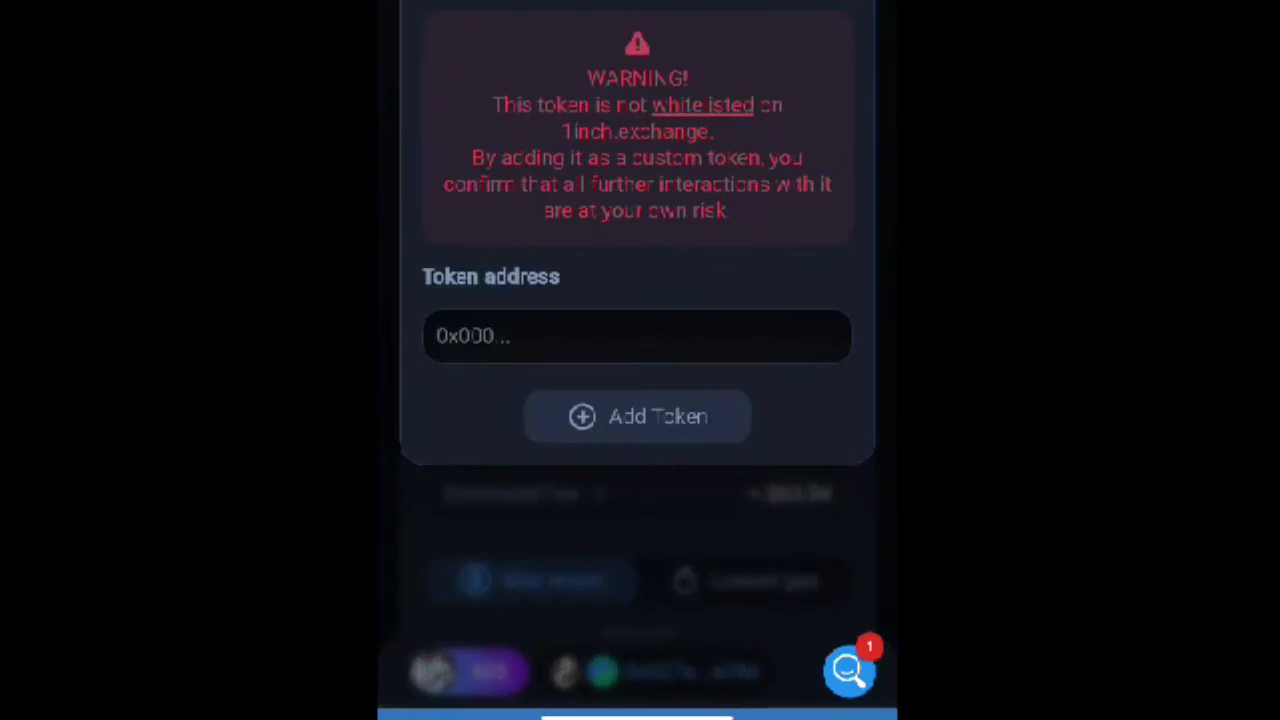 WARNING!
This token is not whitelisted on
1inch.exchange.
By adding it as a custom token, you
confirm that all further interactions with it
are at your own risk
Token address
0x000...
Add Token
1